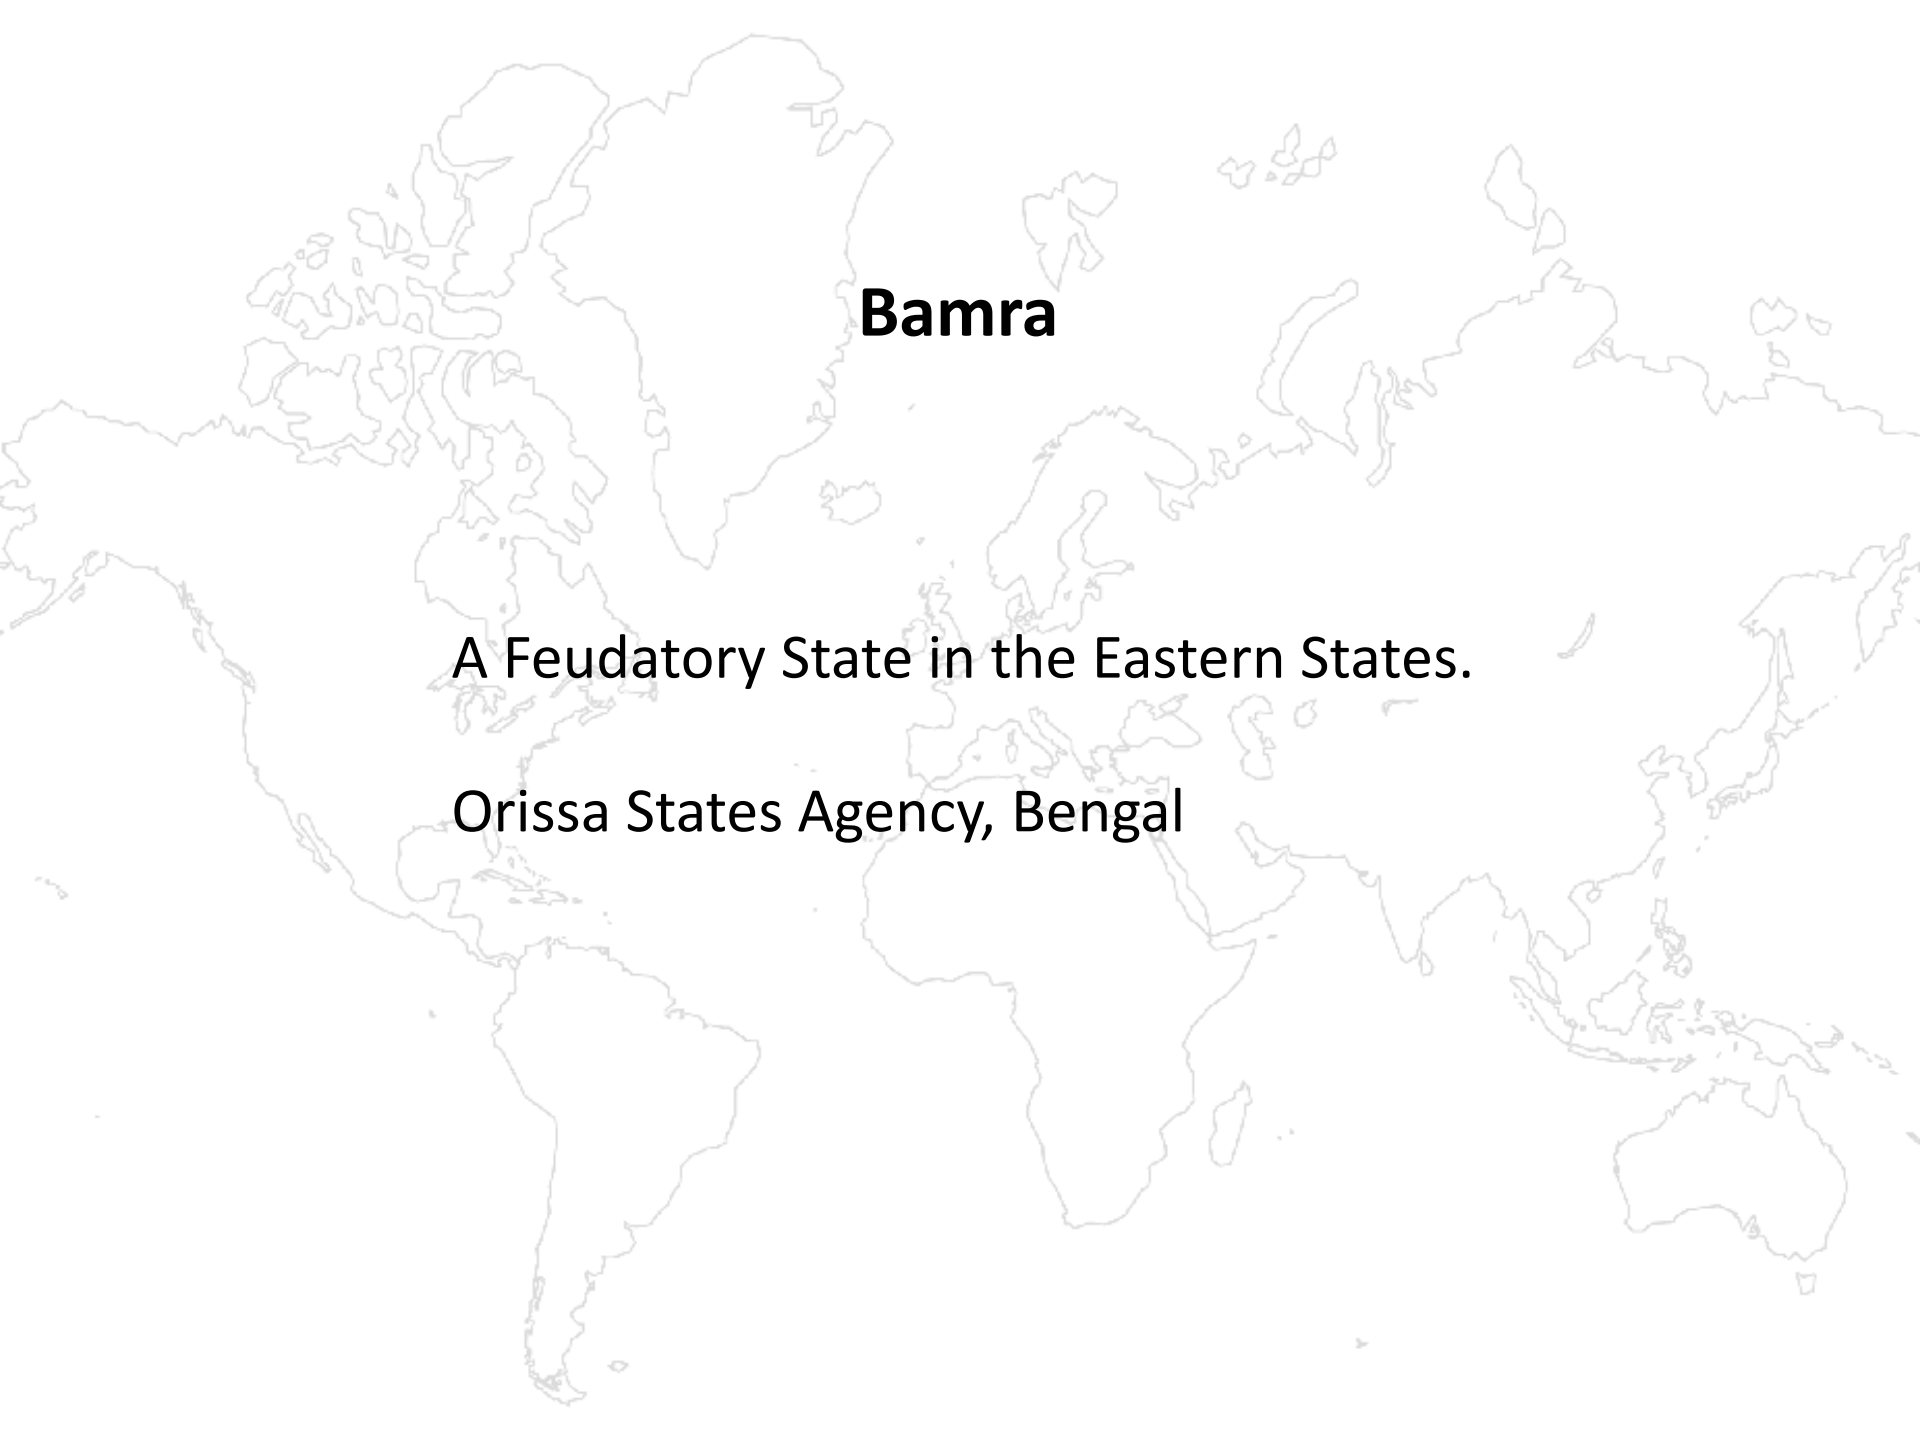 Bamra
A Feudatory State in the Eastern States.
Orissa States Agency, Bengal